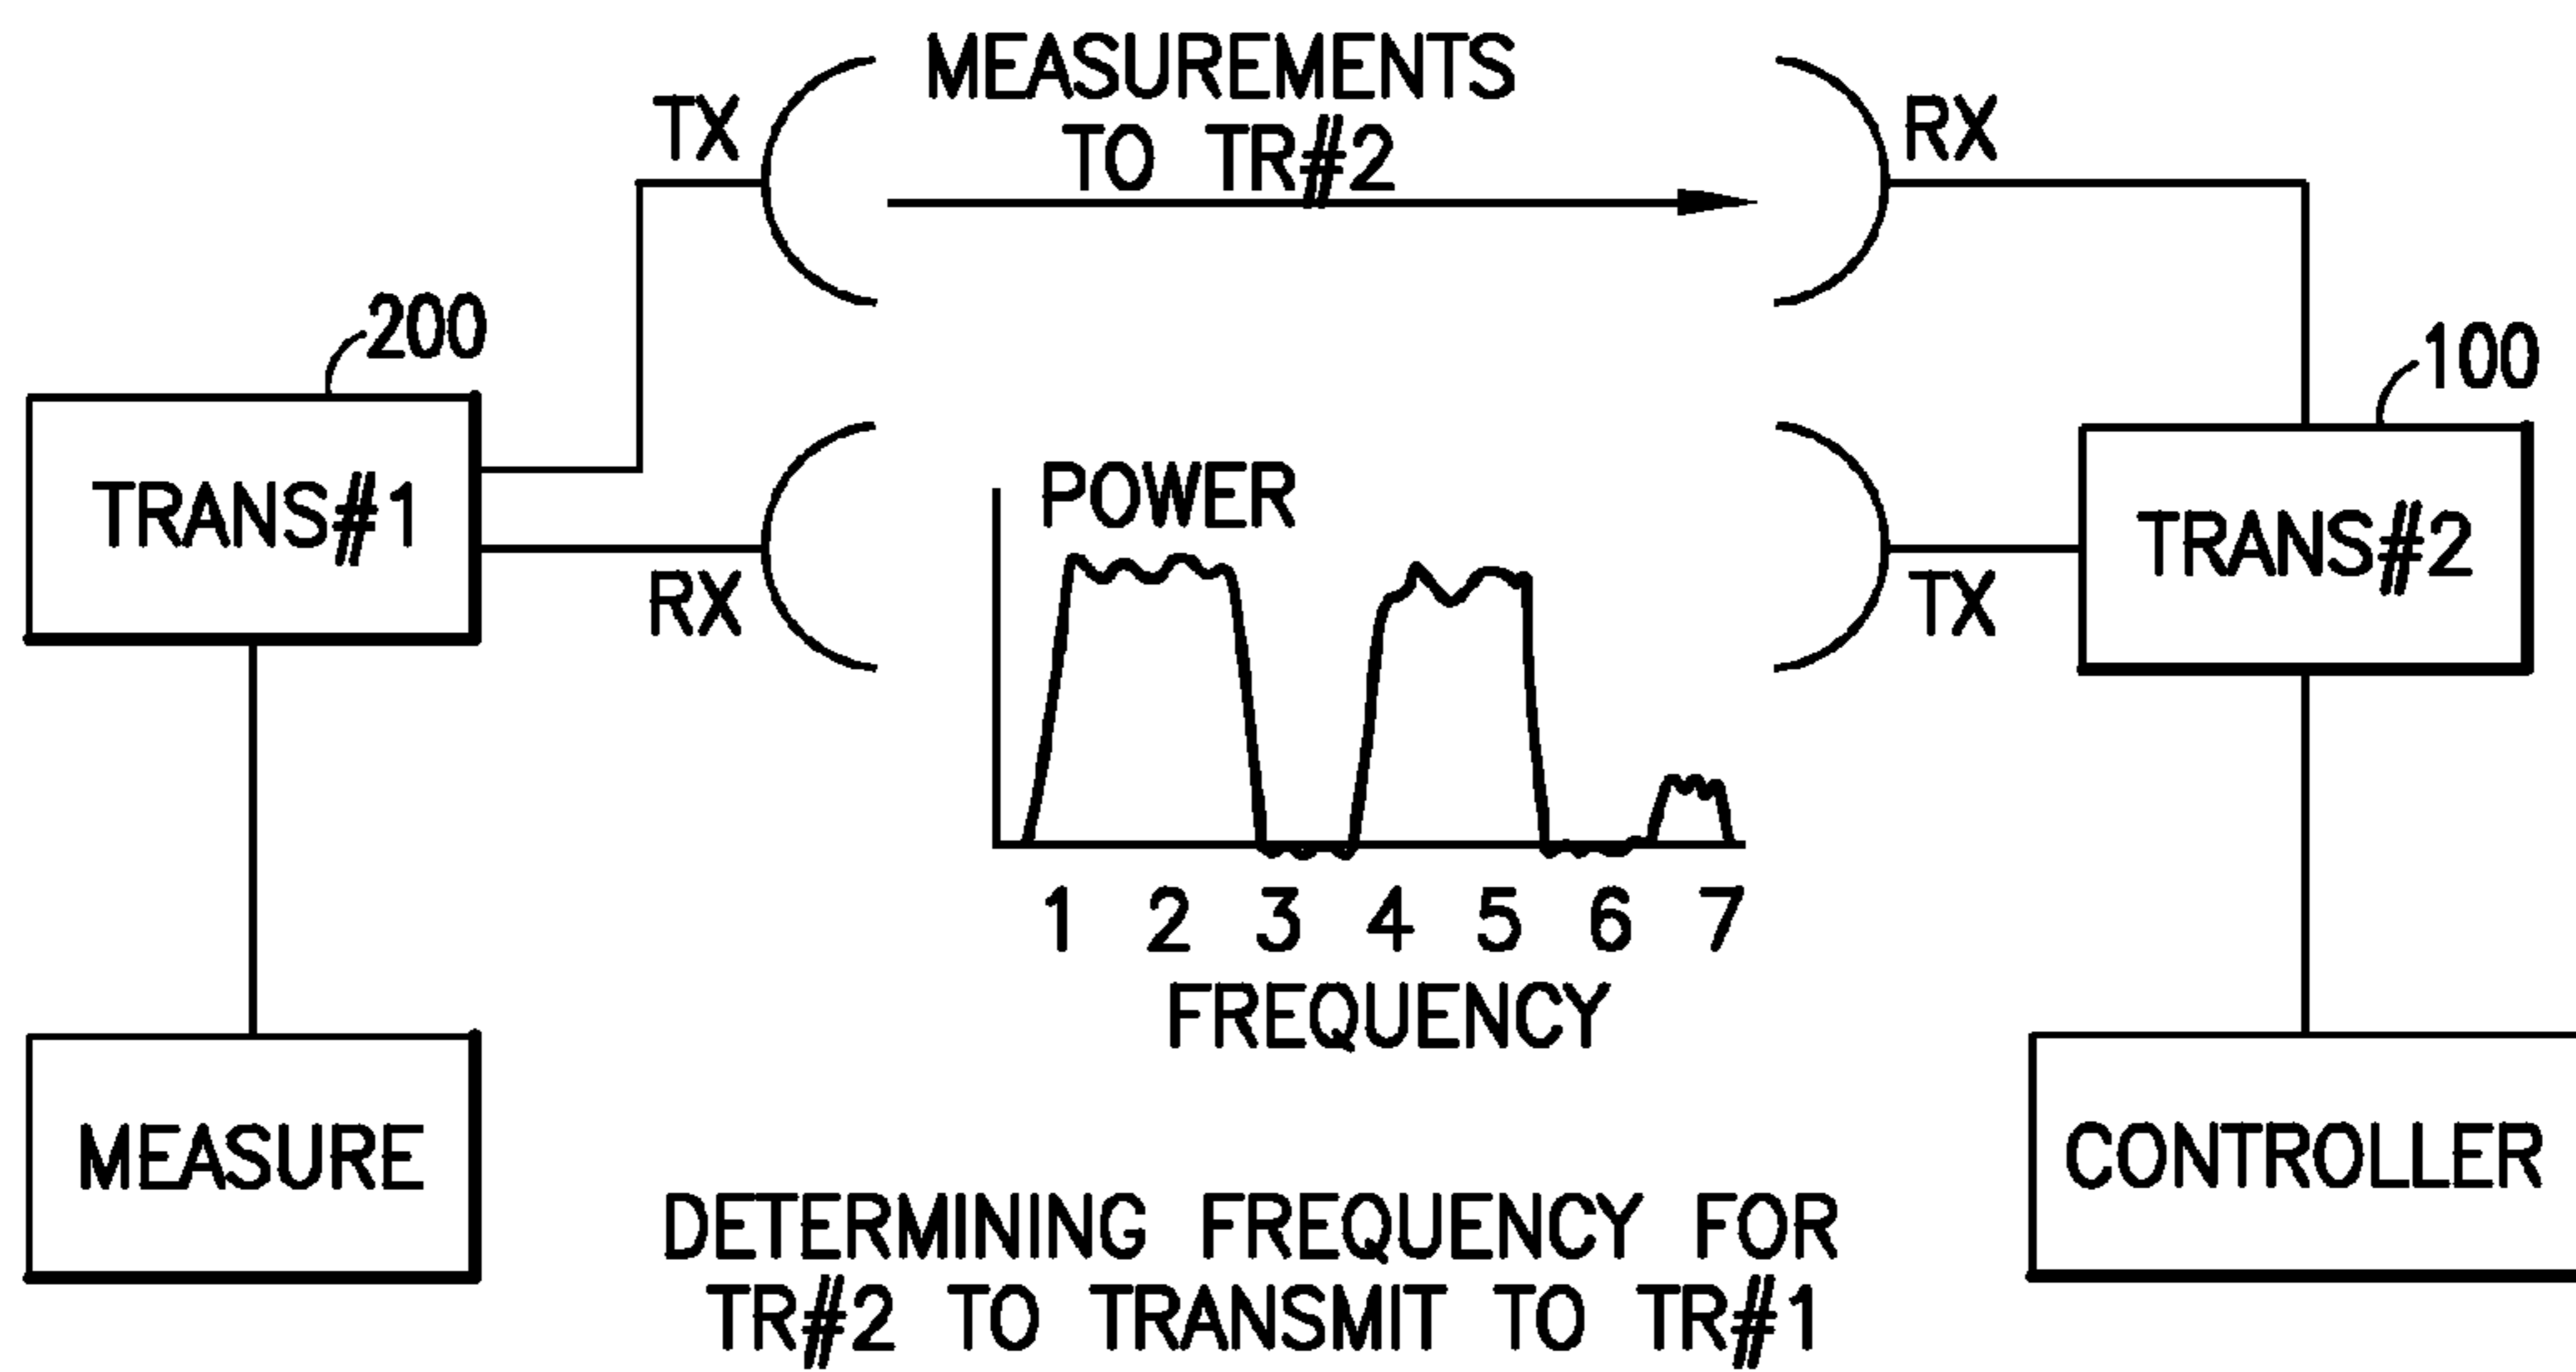 MEASUREMENTS
TO TR#2
TX
RX
200
100
TRANS#1
TRANS#2
POWER
RX
TX
1 2 3 4 5 6 7
FREQUENCY
MEASURE
CONTROLLER
DETERMINING FREQUENCY FOR
TR#2 TO TRANSMIT TO TR#1